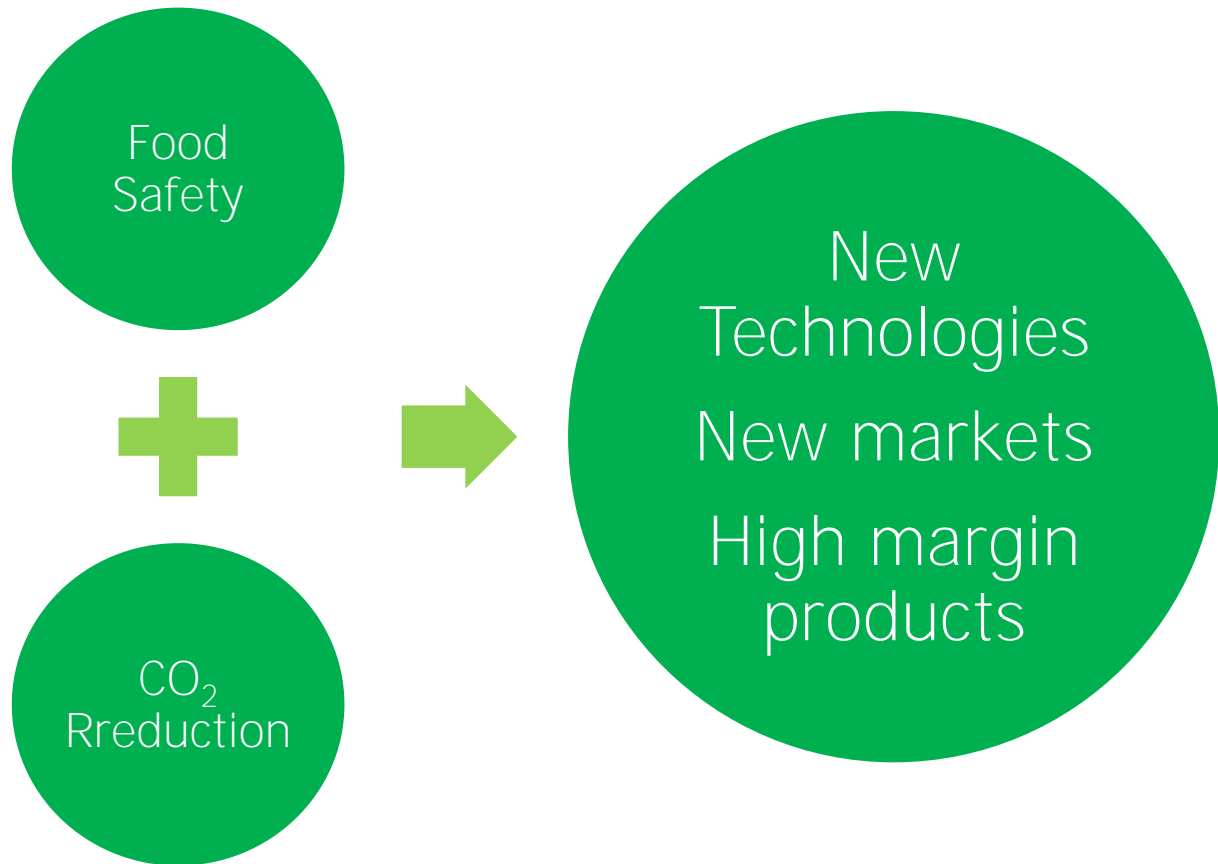 Food
Safety
CO₂
Rreduction
New
Technologies
New markets
High margin
products